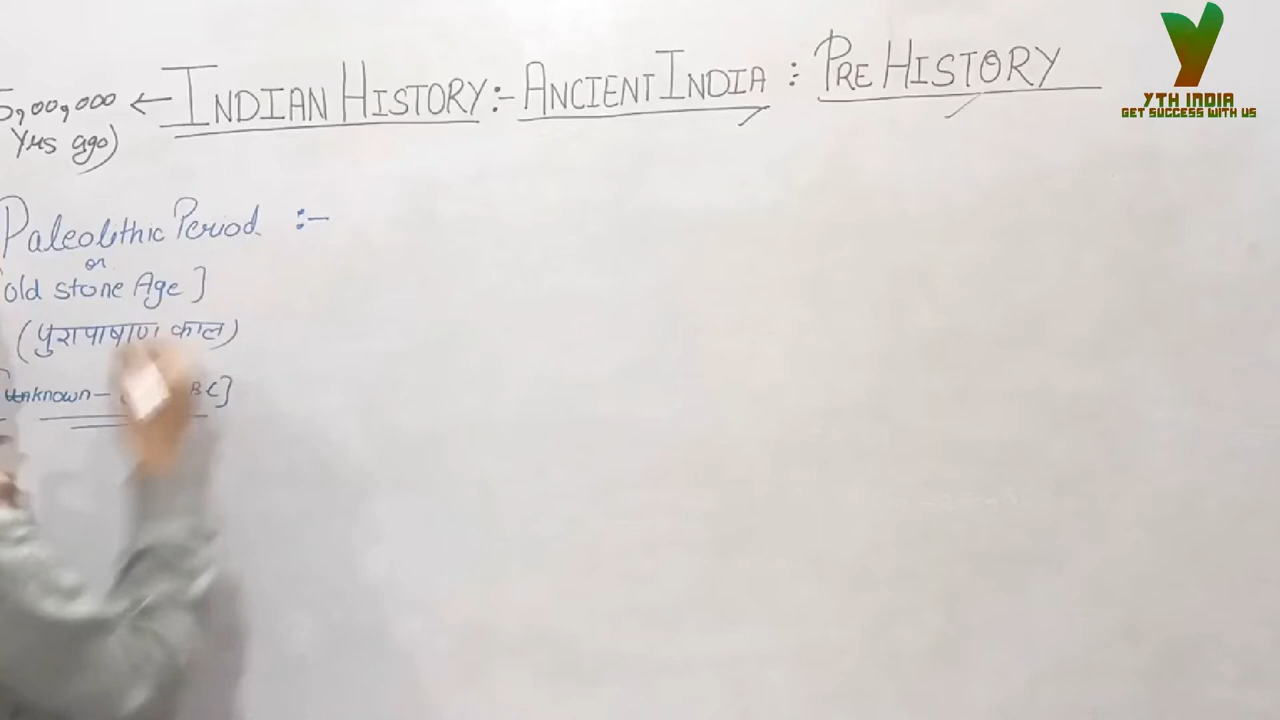 5,00,000 ← INDIAN HISTORY:- ANCIENT INDIA : PRE HISTORY
Yrs ago)
YTH INDIA
GET SUCCESS WITH US
Paleolithic Period :-
or
old stone Age]
(पुरापाषाण काल)
Unknown- BC]